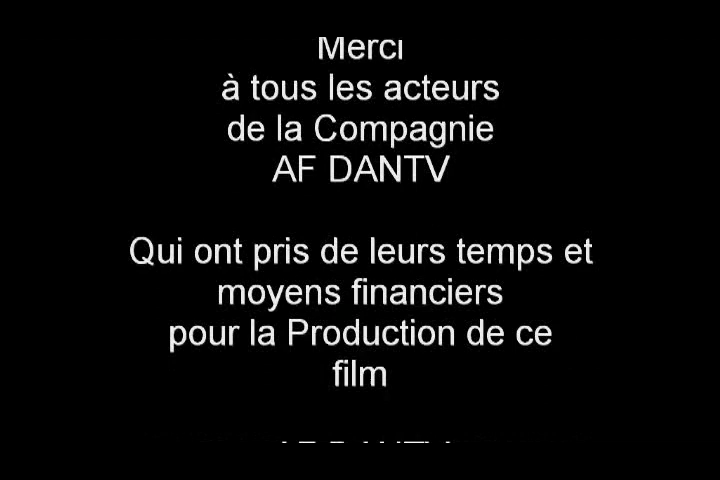 Merci
à tous les acteurs
de la Compagnie
AF DANTV
Qui ont pris de leurs temps et
moyens financiers
pour la Production de ce
film